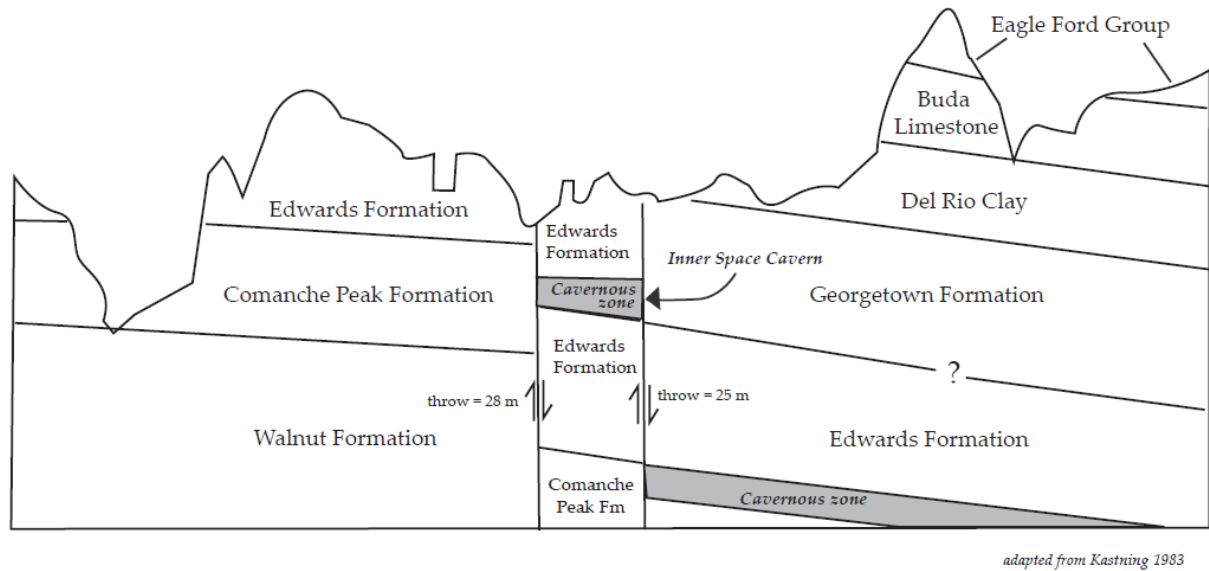 Eagle Ford Group
Buda
Limestone
Edwards Formation
Del Rio Clay
Edwards
Formation
Inner Space Cavern
Comanche Peak Formation
Cavernous
zone
Georgetown Formation
Edwards
Formation
?
throw = 28 m
throw = 25 m
Walnut Formation
Edwards Formation
Comanche
Peak Fm
Cavernous zone
adapted from Kastning 1983